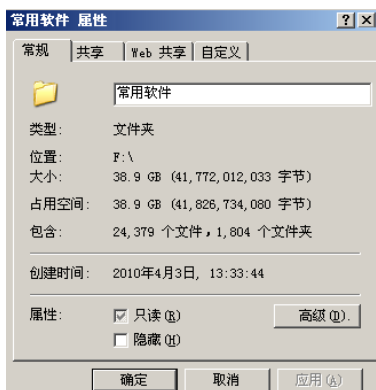 常用软件 属性
常规 共享 Web 共享 自定义
常用软件
类型: 文件夹
位置: F:\
大小: 38.9 GB (41,772,012,033 字节)
占用空间: 38.9 GB (41,826,734,080 字节)
包含: 24,379 个文件，1,804 个文件夹
创建时间: 2010年4月3日, 13:33:44
属性: 只读(R) 高级(D).
隐藏(H)
确定 取消 应用(A)